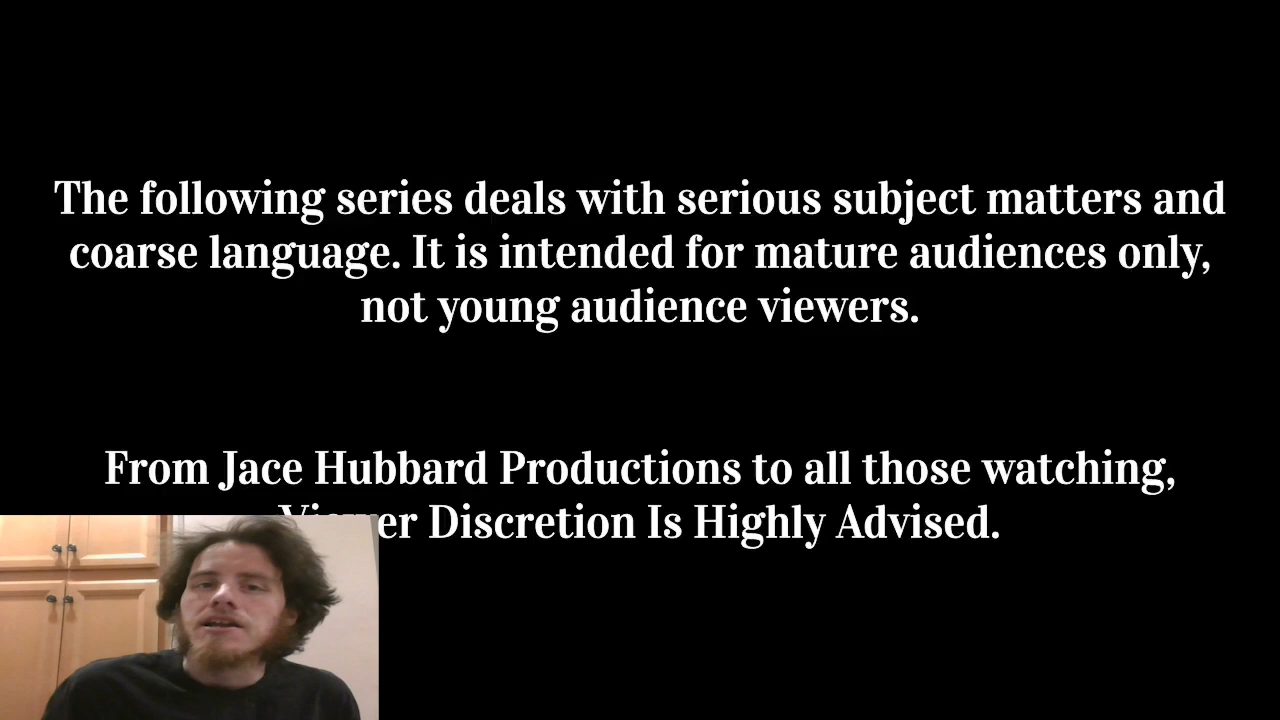 The following series deals with serious subject matters and
coarse language. It is intended for mature audiences only,
not young audience viewers.
From Jace Hubbard Productions to all those watching,
Viewer Discretion Is Highly Advised.